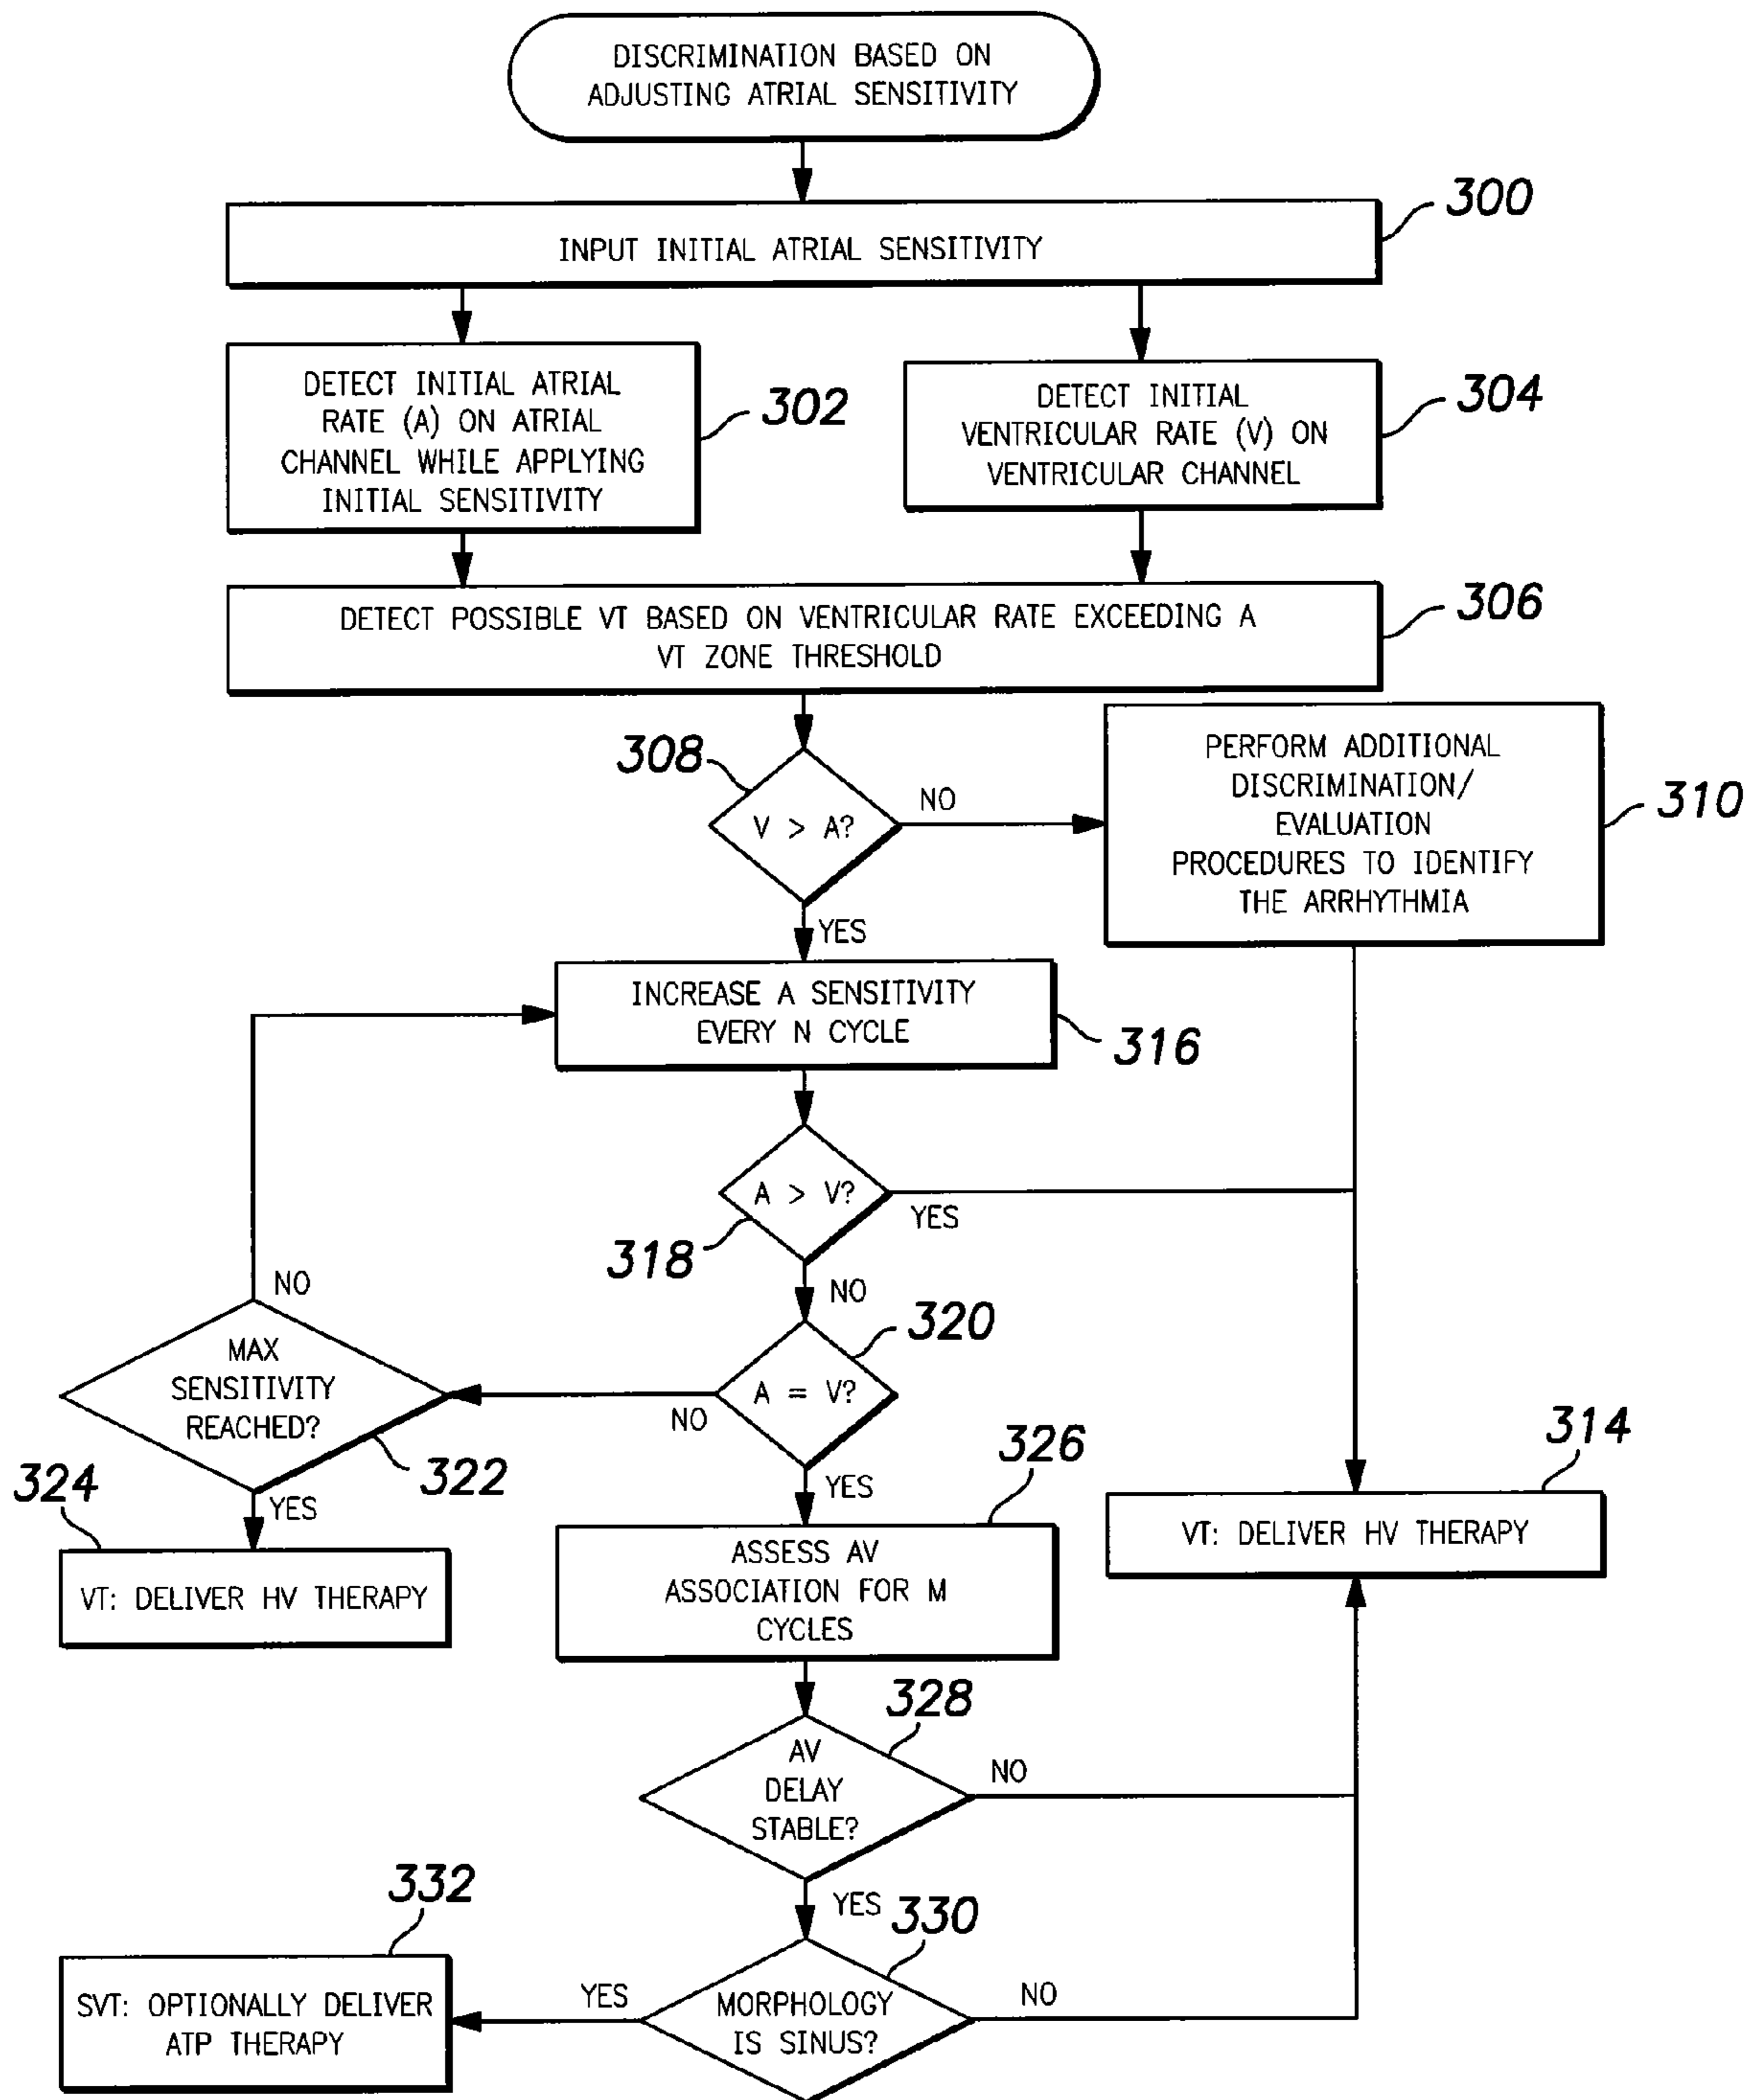 DISCRIMINATION BASED ON
ADJUSTING ATRIAL SENSITIVITY
300
INPUT INITIAL ATRIAL SENSITIVITY
DETECT INITIAL ATRIAL
RATE (A) ON ATRIAL
CHANNEL WHILE APPLYING
INITIAL SENSITIVITY
302
DETECT INITIAL
VENTRICULAR RATE (V) ON
VENTRICULAR CHANNEL
304
DETECT POSSIBLE VT BASED ON VENTRICULAR RATE EXCEEDING A
VT ZONE THRESHOLD
306
308
V > A?
NO
PERFORM ADDITIONAL
DISCRIMINATION/
EVALUATION
PROCEDURES TO IDENTIFY
THE ARRHYTHMIA
310
YES
INCREASE A SENSITIVITY
EVERY N CYCLE
316
A > V?
YES
318
NO
320
A = V?
NO
NO
MAX
SENSITIVITY
REACHED?
322
YES
324
VT: DELIVER HV THERAPY
YES
326
ASSESS AV
ASSOCIATION FOR M
CYCLES
314
VT: DELIVER HV THERAPY
328
AV
DELAY
STABLE?
NO
YES
330
MORPHOLOGY
IS SINUS?
NO
YES
332
SVT: OPTIONALLY DELIVER
ATP THERAPY